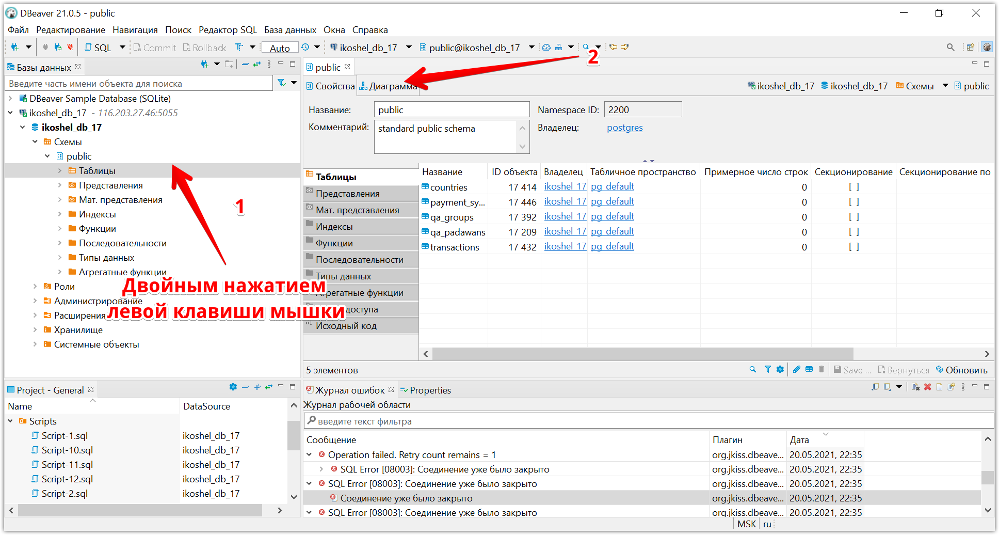 DBeaver 21.0.5 - public
Файл Редактирование Навигация Поиск Редактор SQL База данных Окна Справка
SQL Commit Rollback Auto ikoshel_db_17 public@ikoshel_db_17
2
Базы данных
Введите часть имени объекта для поиска
DBeaver Sample Database (SQLite)
ikoshel_db_17 - 116.203.27.46:5055
ikoshel_db_17
Схемы
public
Таблицы
Представления
Мат. представления
Индексы
Функции
Последовательности
Типы данных
Агрегатные функции
Роли
Администрирование
Расширения
Хранилище
Системные объекты
1
Двойным нажатием
левой клавиши мышки
public
Свойства Диаграмма ikoshel_db_17 ikoshel_db_17 Схемы public
Название: public Namespace ID: 2200
Комментарий: standard public schema Владелец: postgres
Таблицы
Представления
Мат. представления
Индексы
Функции
Последовательности
Типы данных
Агрегатные функции
доступа
Исходный код
Название ID объекта Владелец Табличное пространство Примерное число строк Секционирование Секционирование по
countries 17 414 ikoshel_17 pg_default 0 [ ]
payment_sy... 17 446 ikoshel_17 pg_default 0 [ ]
qa_groups 17 392 ikoshel_17 pg_default 0 [ ]
qa_padawans 17 209 ikoshel_17 pg_default 0 [ ]
transactions 17 432 ikoshel_17 pg_default 0 [ ]
5 элементов Save ... Вернуться Обновить
Project - General
Name DataSource
Scripts
Script-1.sql ikoshel_db_17
Script-10.sql ikoshel_db_17
Script-11.sql ikoshel_db_17
Script-12.sql ikoshel_db_17
Script-2.sql ikoshel_db_17
Журнал ошибок Properties
Журнал рабочей области
введите текст фильтра
Сообщение Плагин Дата
Operation failed. Retry count remains = 1 org.jkiss.dbeave... 20.05.2021, 22:35
SQL Error [08003]: Соединение уже было закрыто org.jkiss.dbeave... 20.05.2021, 22:35
SQL Error [08003]: Соединение уже было закрыто org.jkiss.dbeave... 20.05.2021, 22:35
Соединение уже было закрыто org.jkiss.dbeave... 20.05.2021, 22:35
SQL Error [08003]: Соединение уже было закрыто org.jkiss.dbeave... 20.05.2021, 22:35
MSK ru